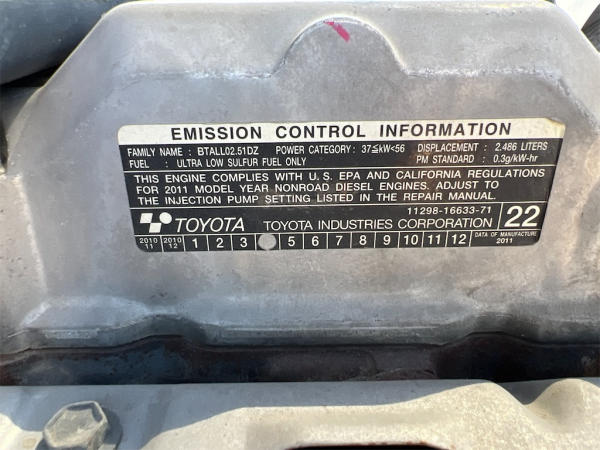 EMISSION CONTROL INFORMATION
FAMILY NAME : BTALL02.51DZ POWER CATEGORY : 37≤kW<56 DISPLACEMENT : 2.486 LITERS
FUEL : ULTRA LOW SULFUR FUEL ONLY PM STANDARD : 0.3g/kW-hr
THIS ENGINE COMPLIES WITH U.S. EPA AND CALIFORNIA REGULATIONS
FOR 2011 MODEL YEAR NONROAD DIESEL ENGINES. ADJUST TO
THE INJECTION PUMP SETTING LISTED IN THE REPAIR MANUAL.
11298-16633-71
TOYOTA TOYOTA INDUSTRIES CORPORATION 22
2010 11 2010 12 1 2 3 5 6 7 8 9 10 11 12 DATA OF MANUFACTURE 2011